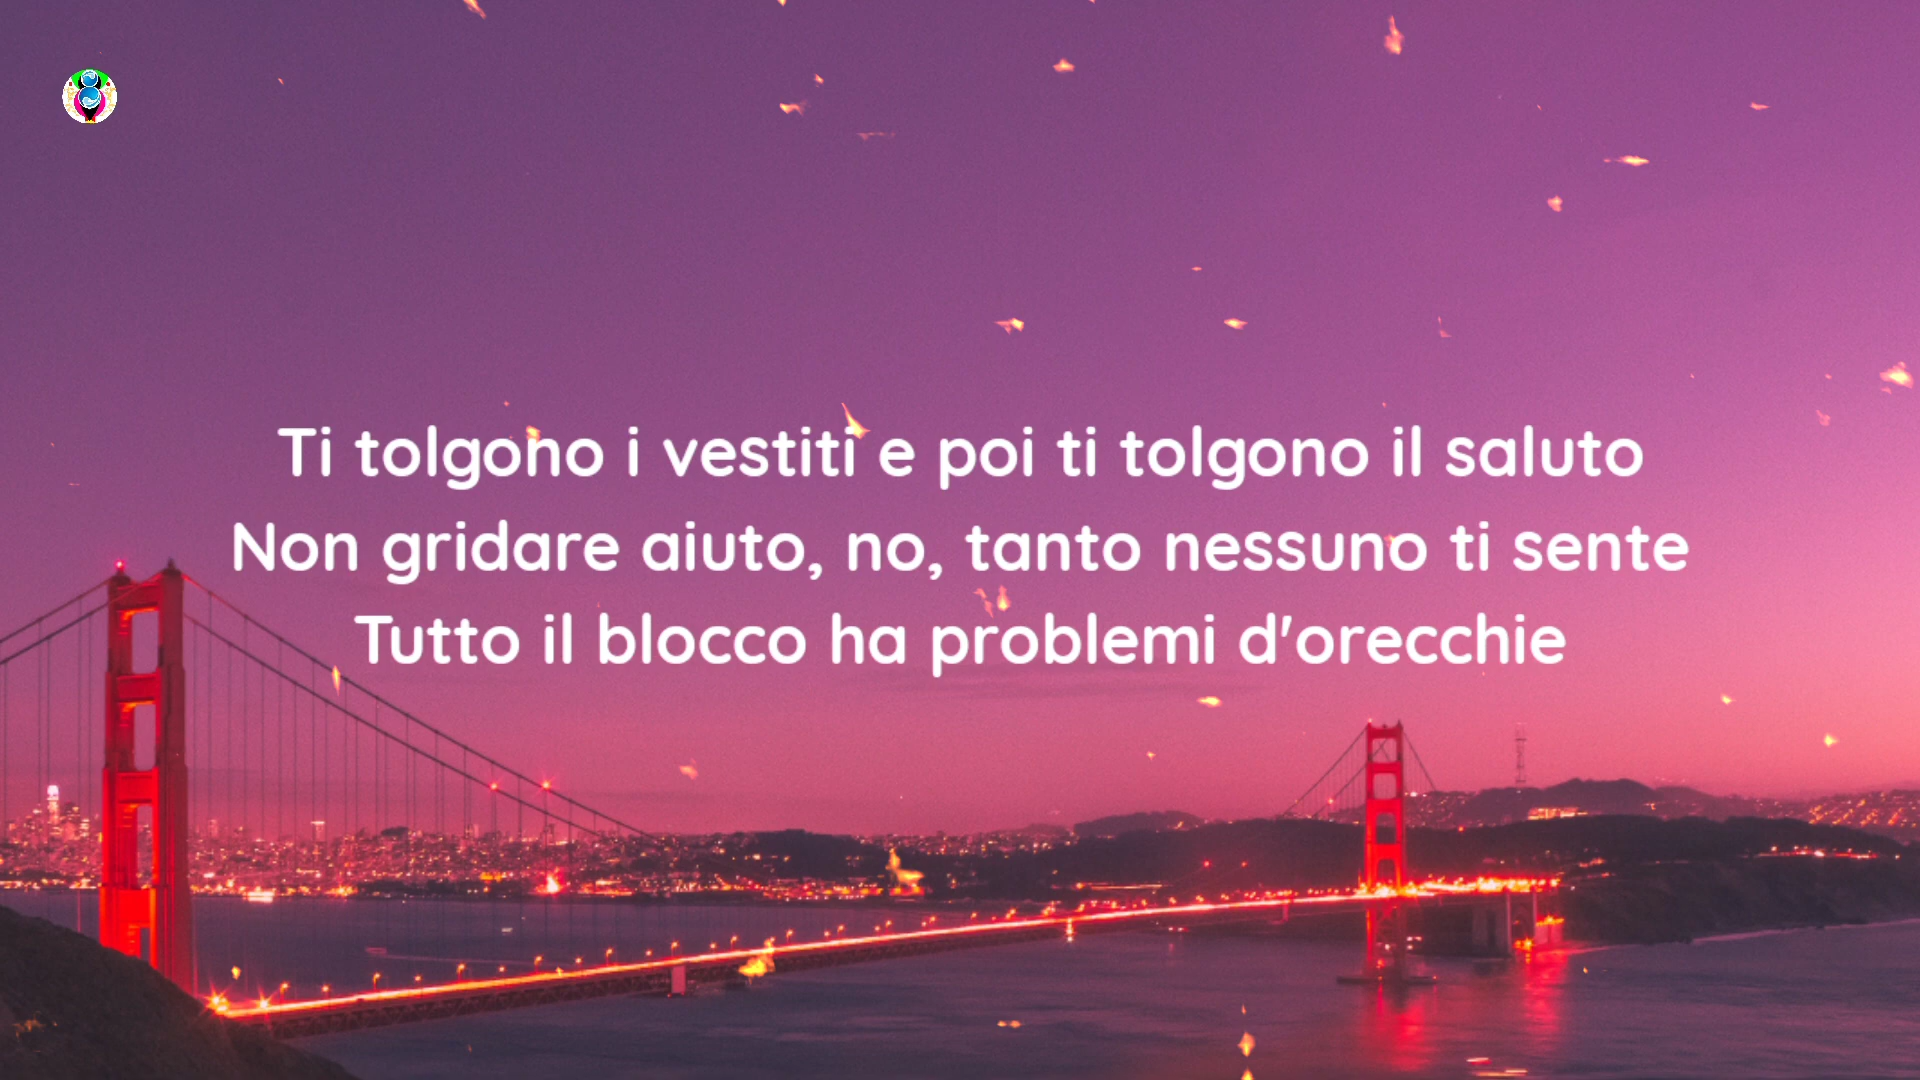 Ti tolgono i vestiti e poi ti tolgono il saluto
Non gridare aiuto, no, tanto nessuno ti sente
Tutto il blocco ha problemi d'orecchie